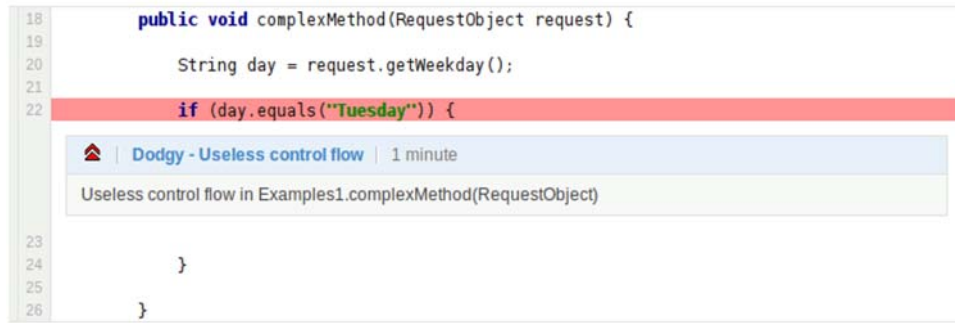 18 public void complexMethod(RequestObject request) {
19
20 String day = request.getWeekday();
21
22 if (day.equals("Tuesday")) {
Dodgy - Useless control flow | 1 minute
Useless control flow in Examples1.complexMethod(RequestObject)
23
24 }
25
26 }